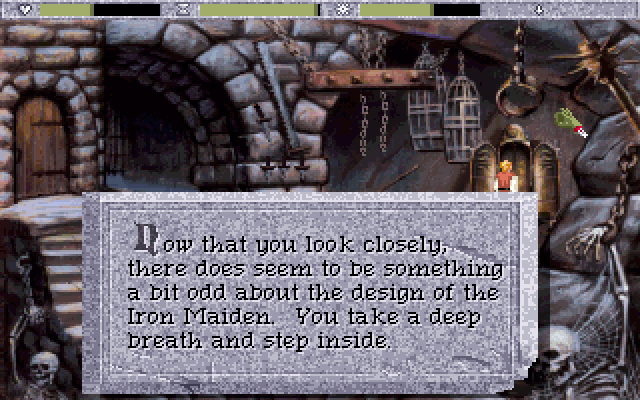 Now that you look closely,
there does seem to be something
a bit odd about the design of the
Iron Maiden.  You take a deep
breath and step inside.